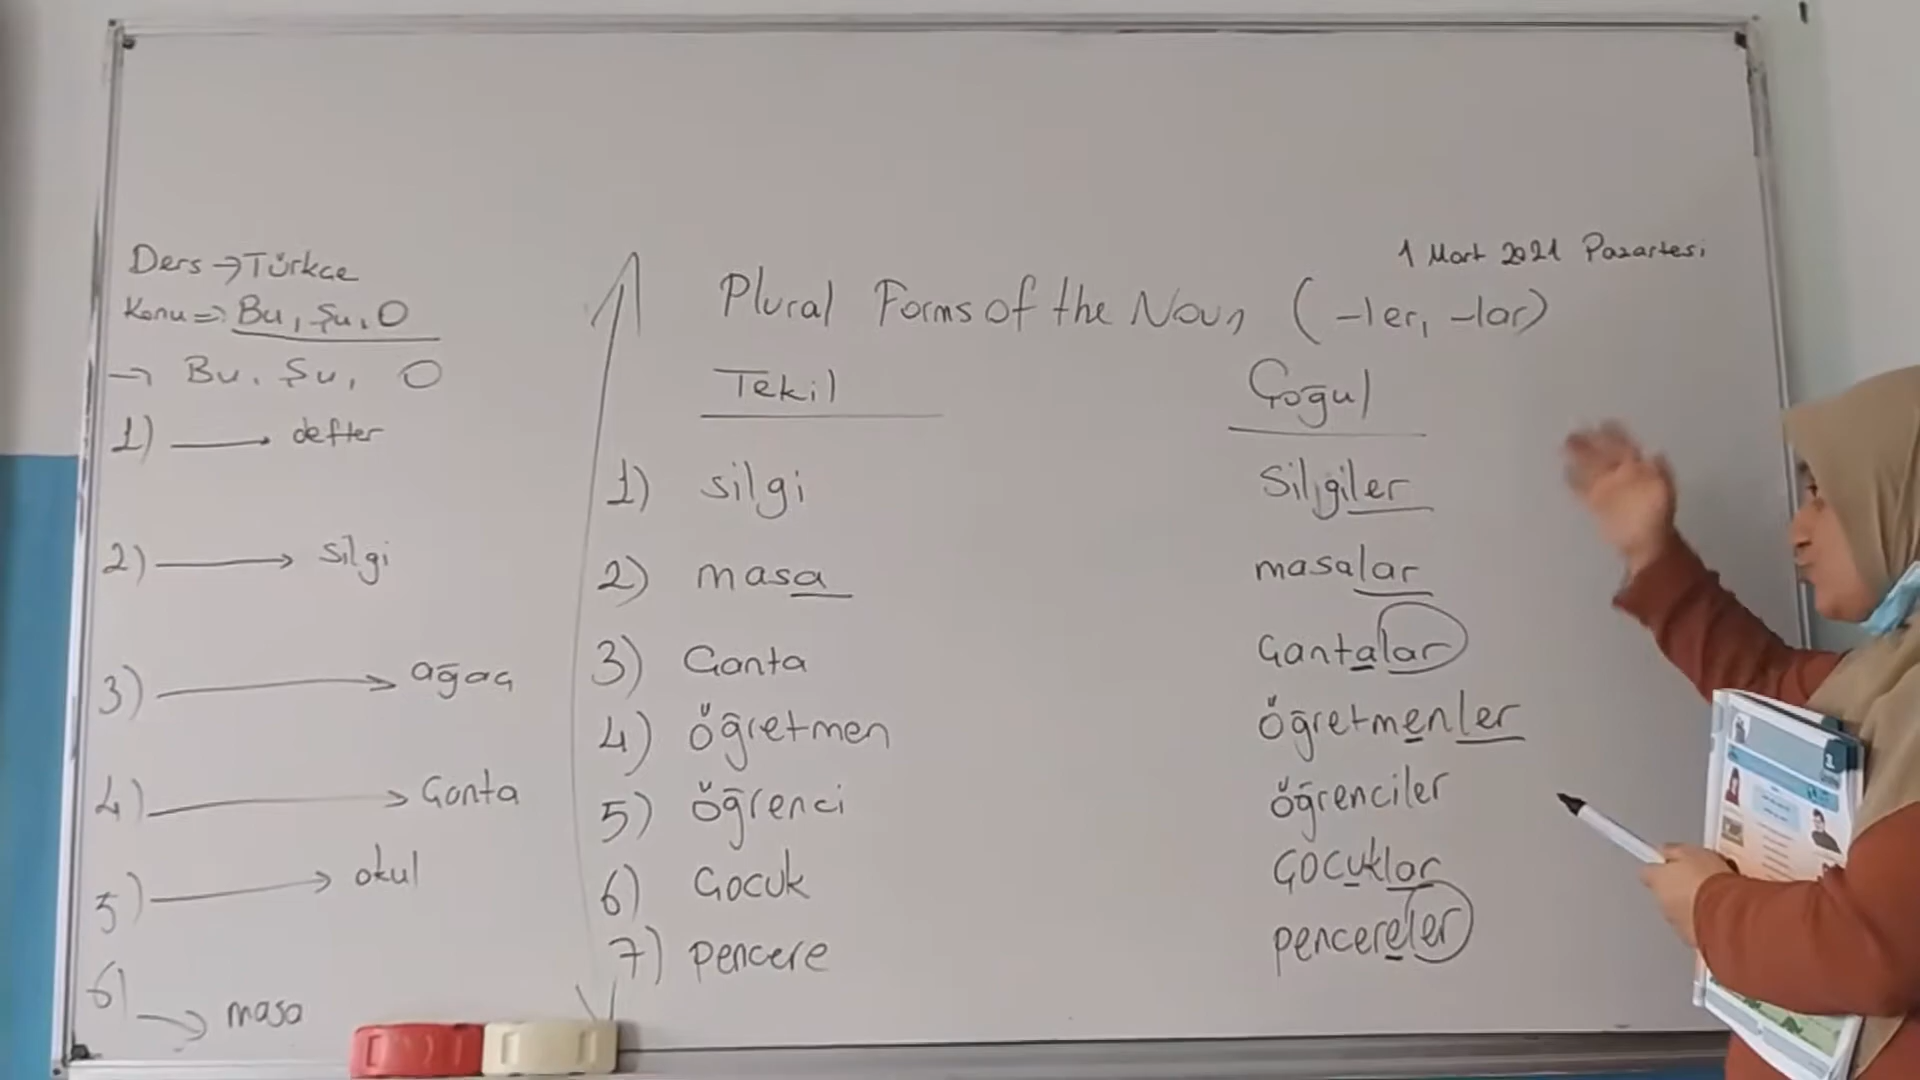 Ders → Türkce
Konu => Bu, Şu, O
→ Bu, Şu, O
1) → defter
2) → silgi
3) → ağaç
4) → Çanta
5) → okul
6) → masa
1 Mart 2021 Pazartesi
Plural Forms of the Noun (-ler, -lar)
Tekil Çoğul
1) silgi silgiler
2) masa masalar
3) Çanta Çantalar
4) öğretmen öğretmenler
5) öğrenci öğrenciler
6) Çocuk Çocuklar
7) pencere pencereler